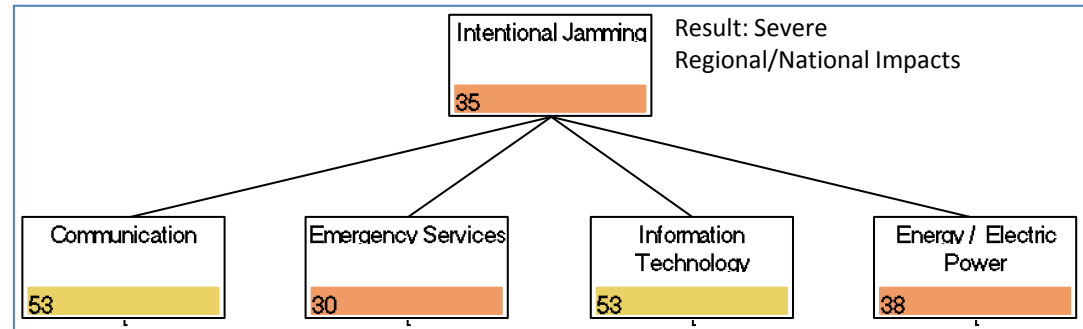 Intentional Jamming
Result: Severe
Regional/National Impacts
35
Communication
Emergency Services
Information
Technology
Energy / Electric
Power
53
30
53
38